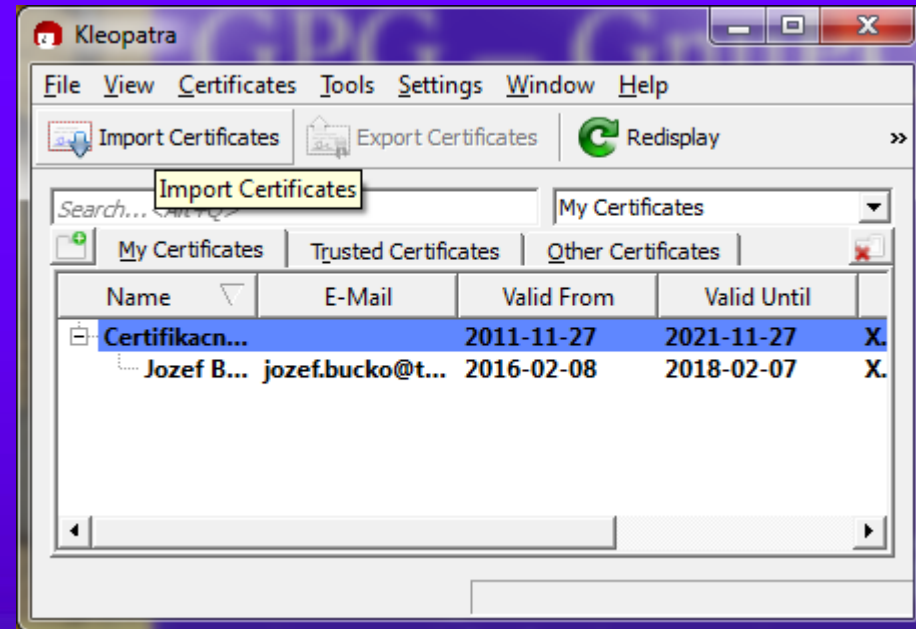 Kleopatra
File View Certificates Tools Settings Window Help
Import Certificates Export Certificates Redisplay »
Import Certificates
Search... My Certificates
My Certificates Trusted Certificates Other Certificates
Name E-Mail Valid From Valid Until
Certifikacn... 2011-11-27 2021-11-27 X.
Jozef B... jozef.bucko@t... 2016-02-08 2018-02-07 X.